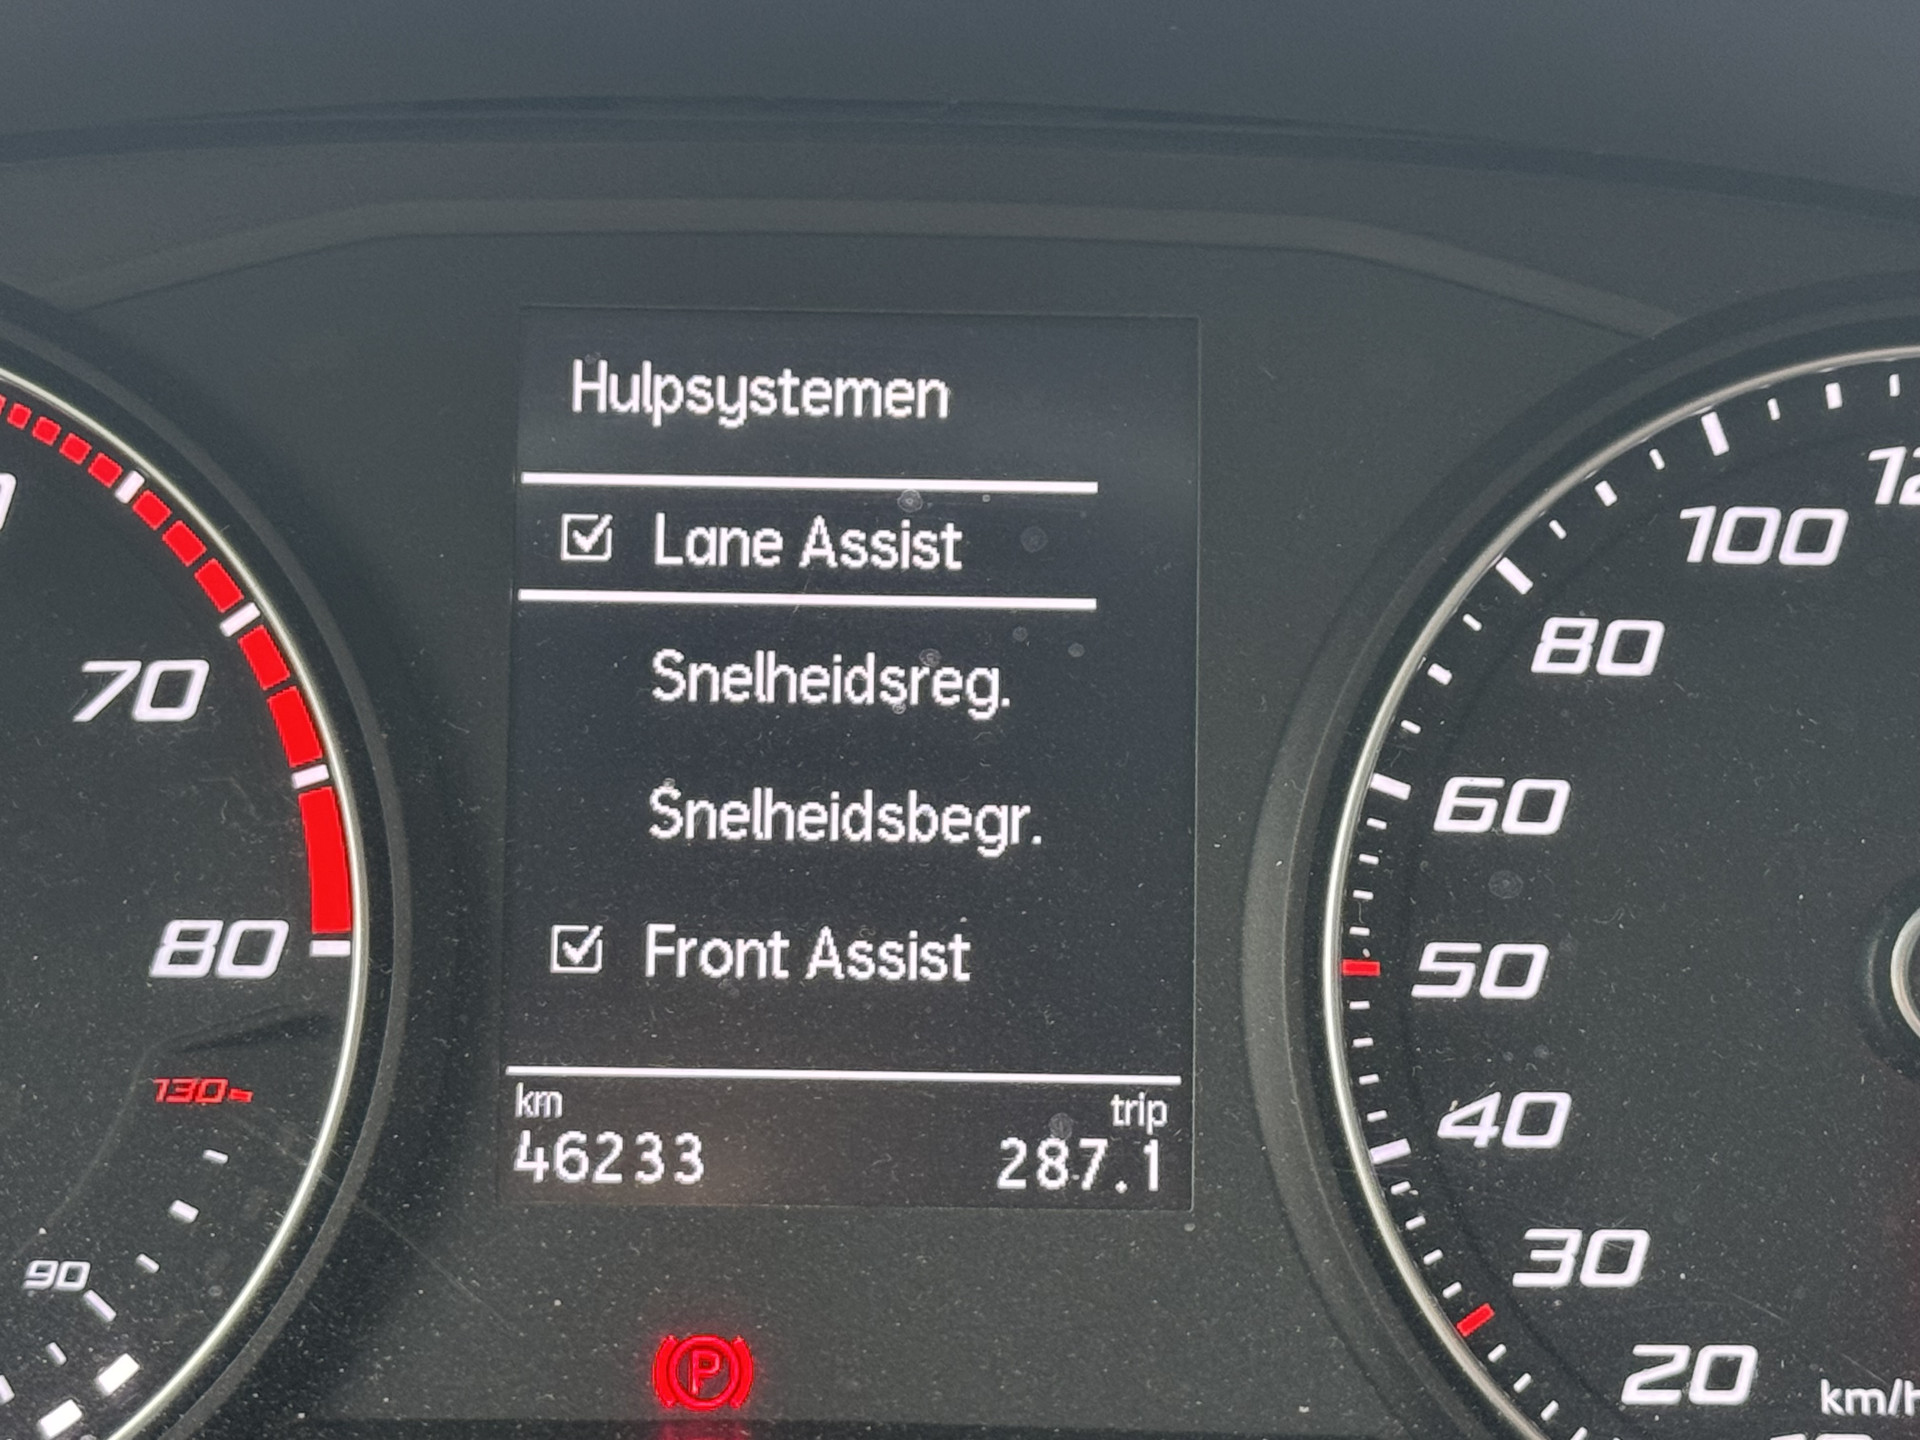 Hulpsystemen
Lane Assist
Snelheidsreg.
Snelheidsbegr.
Front Assist
km
trip
46233
287.1
70
80
130
90
100
80
60
50
40
30
20
km/h
P